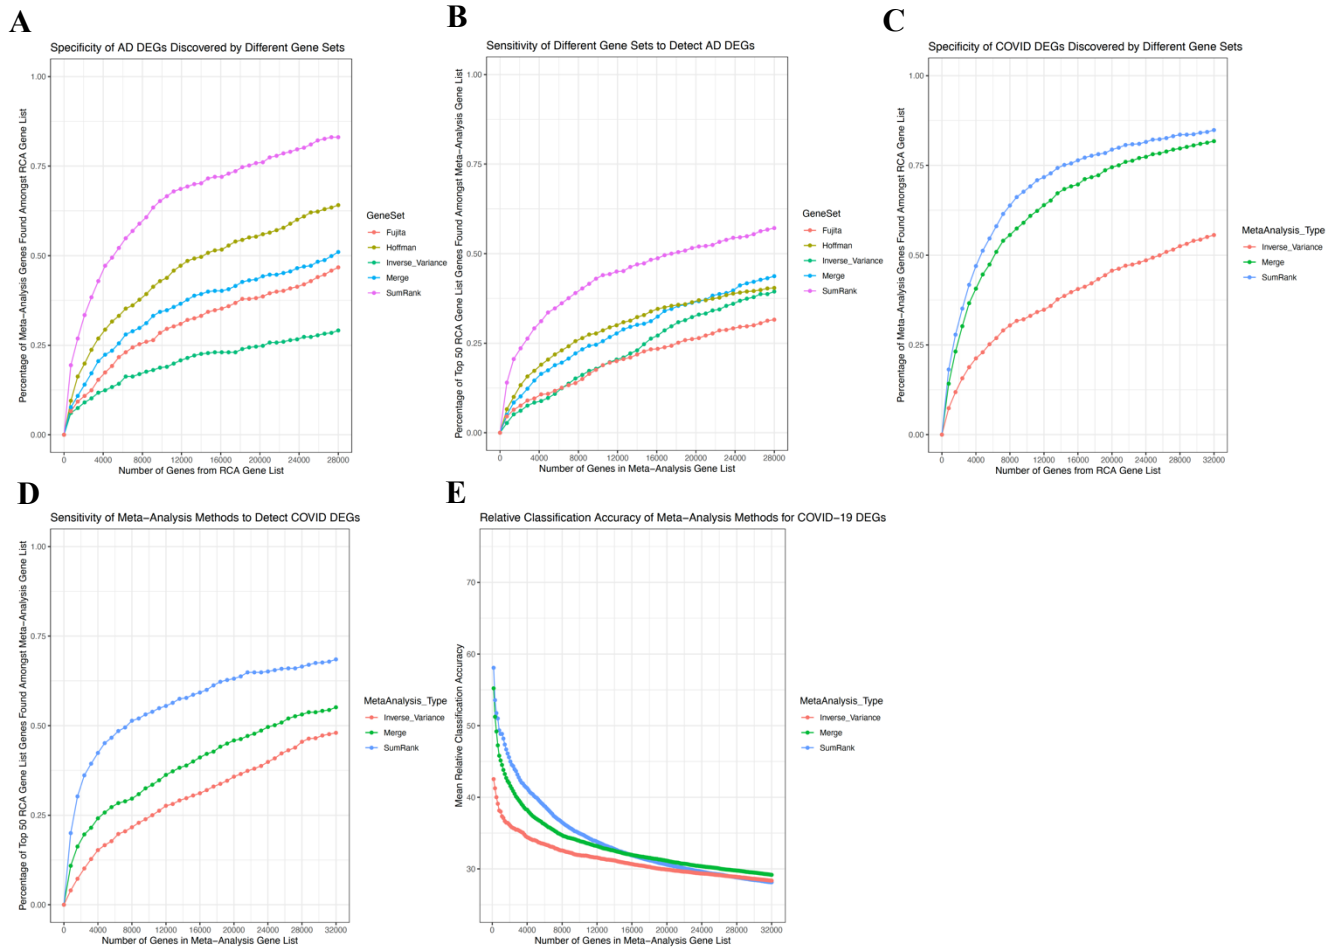 A
Specificity of AD DEGs Discovered by Different Gene Sets
Percentage of Meta-Analysis Genes Found Amongst RCA Gene List
1.00
0.75
0.50
0.25
0.00
0 4000 8000 12000 16000 20000 24000 28000
Number of Genes from RCA Gene List
GeneSet
Fujita
Hoffman
Inverse_Variance
Merge
SumRank
B
Sensitivity of Different Gene Sets to Detect AD DEGs
Percentage of Top 50 RCA Gene List Genes Found Amongst Meta-Analysis Gene List
1.00
0.75
0.50
0.25
0.00
0 4000 8000 12000 16000 20000 24000 28000
Number of Genes in Meta-Analysis Gene List
GeneSet
Fujita
Hoffman
Inverse_Variance
Merge
SumRank
C
Specificity of COVID DEGs Discovered by Different Gene Sets
Percentage of Meta-Analysis Genes Found Amongst RCA Gene List
1.00
0.75
0.50
0.25
0.00
0 4000 8000 12000 16000 20000 24000 28000 32000
Number of Genes from RCA Gene List
MetaAnalysis_Type
Inverse_Variance
Merge
SumRank
D
Sensitivity of Meta-Analysis Methods to Detect COVID DEGs
Percentage of Top 50 RCA Gene List Genes Found Amongst Meta-Analysis Gene List
1.00
0.75
0.50
0.25
0.00
0 4000 8000 12000 16000 20000 24000 28000 32000
Number of Genes in Meta-Analysis Gene List
MetaAnalysis_Type
Inverse_Variance
Merge
SumRank
E
Relative Classification Accuracy of Meta-Analysis Methods for COVID-19 DEGs
Mean Relative Classification Accuracy
70
60
50
40
30
0 4000 8000 12000 16000 20000 24000 28000 32000
Number of Genes in Meta-Analysis Gene List
MetaAnalysis_Type
Inverse_Variance
Merge
SumRank